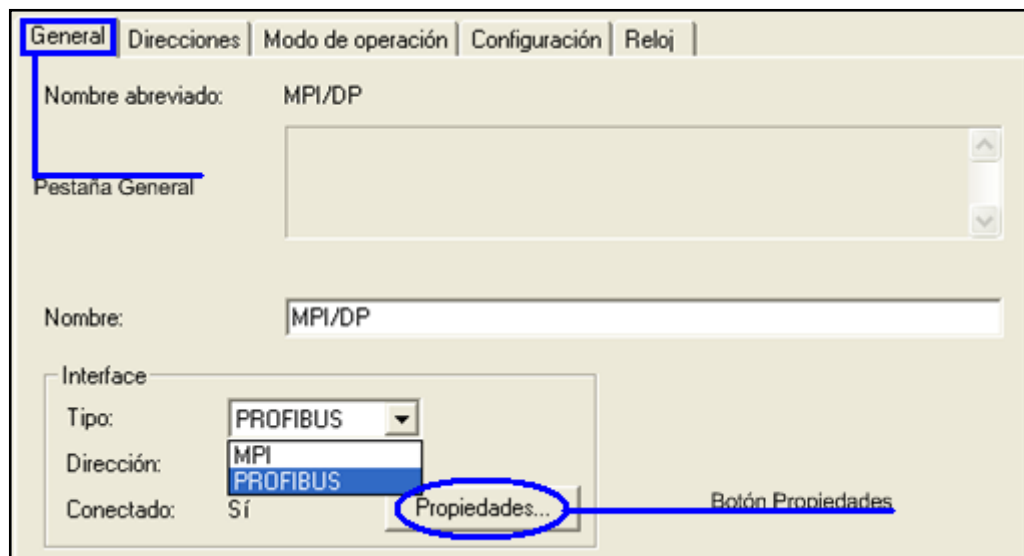 General Direcciones Modo de operación Configuración Reloj
Nombre abreviado: MPI/DP
Pestaña General
Nombre: MPI/DP
Interface
Tipo: PROFIBUS
MPI
Dirección:
PROFIBUS
Conectado: Sí Propiedades... Botón Propiedades